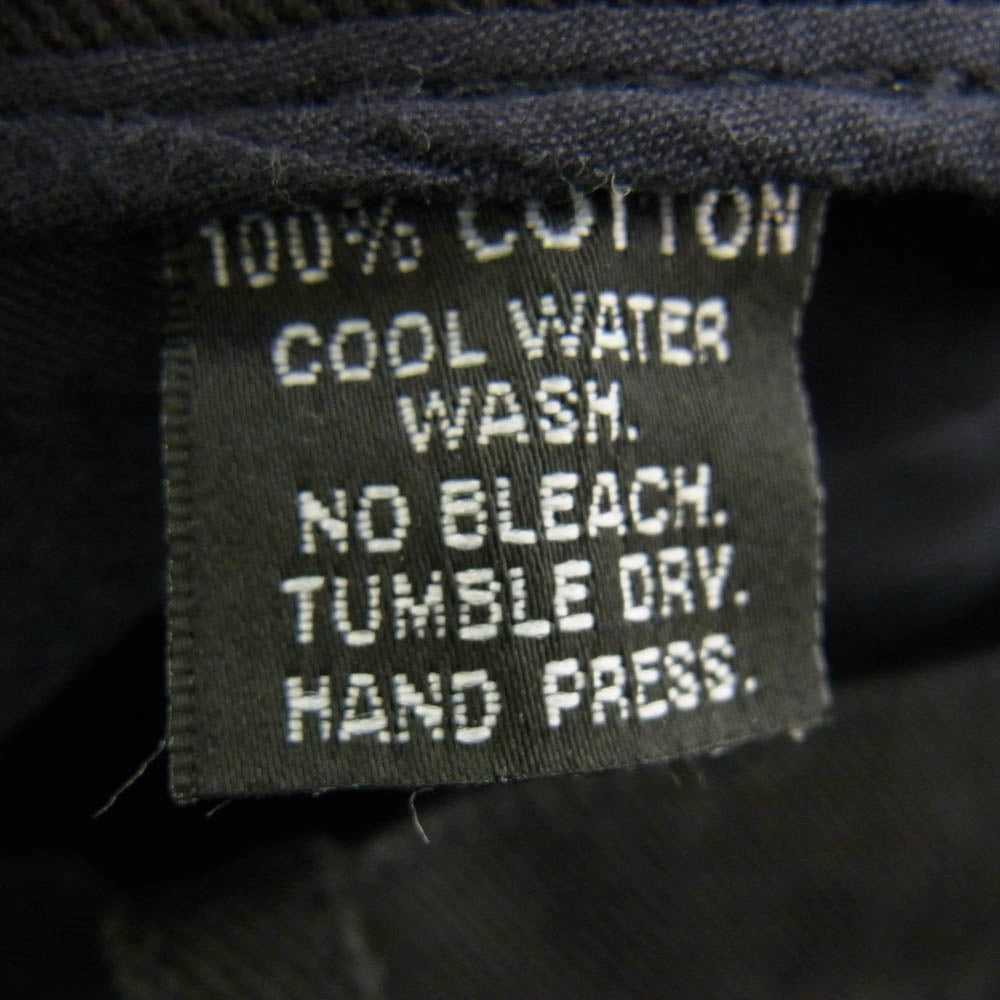 100% COTTON
COOL WATER
WASH.
NO BLEACH.
TUMBLE DRY.
HAND PRESS.